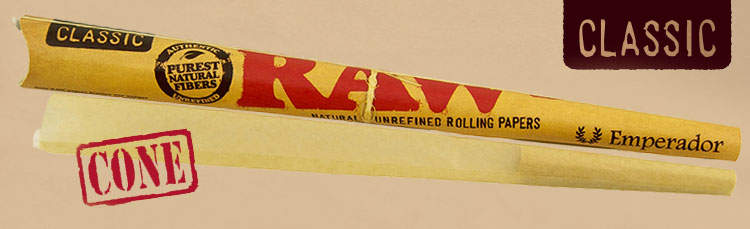 CLASSIC
CLASSIC
AUTHENTIC
PUREST
NATURAL
FIBERS
UNREFINED
RAW
NATURAL UNREFINED ROLLING PAPERS
Emperador
CONE